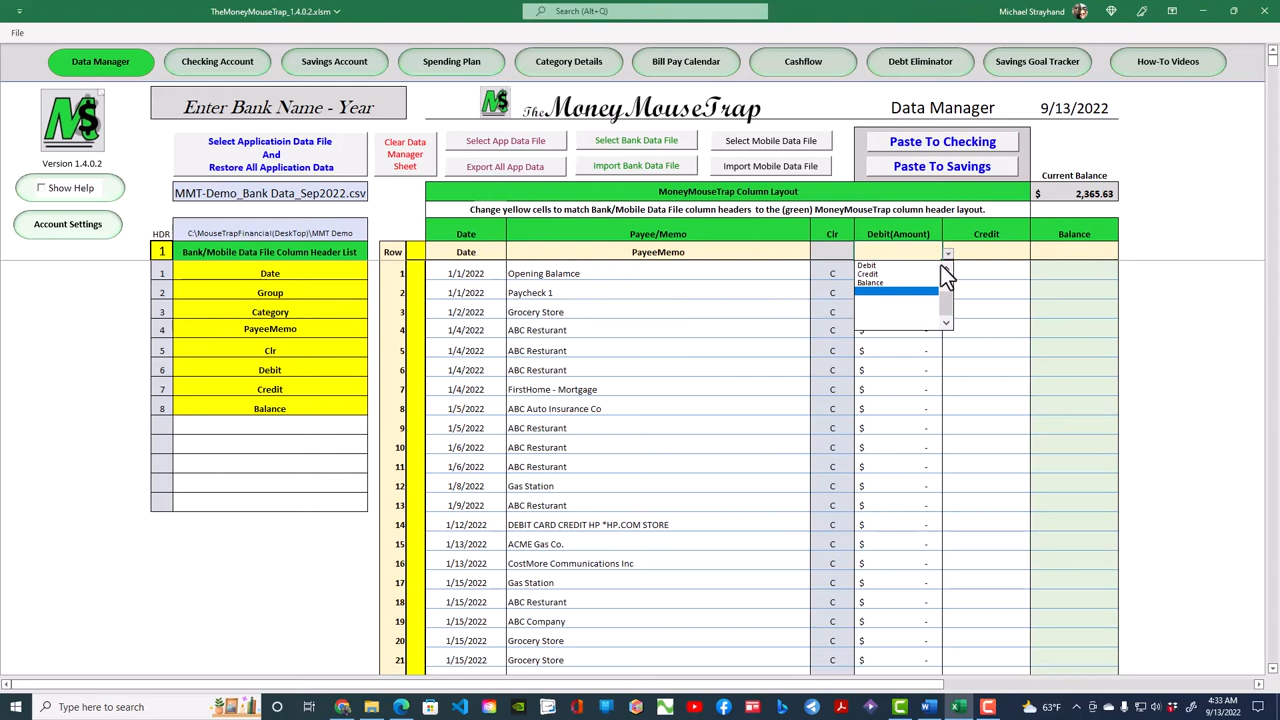 TheMoneyMouseTrap_1.4.0.2.xlsm
Search (Alt+Q)
Michael Strayhand
File
Data Manager
Checking Account
Savings Account
Spending Plan
Category Details
Bill Pay Calendar
Cashflow
Debt Eliminator
Savings Goal Tracker
How-To Videos
Enter Bank Name - Year
The MoneyMouseTrap
Data Manager
9/13/2022
Version 1.4.0.2
Show Help
Account Settings
Select Applicatioin Data File
And
Restore All Application Data
Clear Data
Manager
Sheet
Select App Data File
Select Bank Data File
Select Mobile Data File
Export All App Data
Import Bank Data File
Import Mobile Data File
Paste To Checking
Paste To Savings
Current Balance
$ 2,365.63
MMT-Demo_Bank Data_Sep2022.csv
MoneyMouseTrap Column Layout
Change yellow cells to match Bank/Mobile Data File column headers to the (green) MoneyMouseTrap column header layout.
HDR C:\MouseTrapFinancial(DeskTop)\MMT Demo
Date Payee/Memo Clr Debit(Amount) Credit Balance
1 Bank/Mobile Data File Column Header List
Row Date PayeeMemo
Debit
Credit
Balance
1 Date
2 Group
3 Category
4 PayeeMemo
5 Clr
6 Debit
7 Credit
8 Balance
1 1/1/2022 Opening Balamce C
2 1/1/2022 Paycheck 1 C
3 1/2/2022 Grocery Store C
4 1/4/2022 ABC Resturant C $ -
5 1/4/2022 ABC Resturant C $ -
6 1/4/2022 ABC Resturant C $ -
7 1/4/2022 FirstHome - Mortgage C $ -
8 1/5/2022 ABC Auto Insurance Co C $ -
9 1/5/2022 ABC Resturant C $ -
10 1/6/2022 ABC Resturant C $ -
11 1/6/2022 ABC Resturant C $ -
12 1/8/2022 Gas Station C $ -
13 1/9/2022 ABC Resturant C $ -
14 1/12/2022 DEBIT CARD CREDIT HP *HP.COM STORE C $ -
15 1/13/2022 ACME Gas Co. C $ -
16 1/13/2022 CostMore Communications Inc C $ -
17 1/15/2022 Gas Station C $ -
18 1/15/2022 ABC Resturant C $ -
19 1/15/2022 ABC Company C $ -
20 1/15/2022 Grocery Store C $ -
21 1/15/2022 Grocery Store C $ -
Type here to search
63°F
4:33 AM
9/13/2022